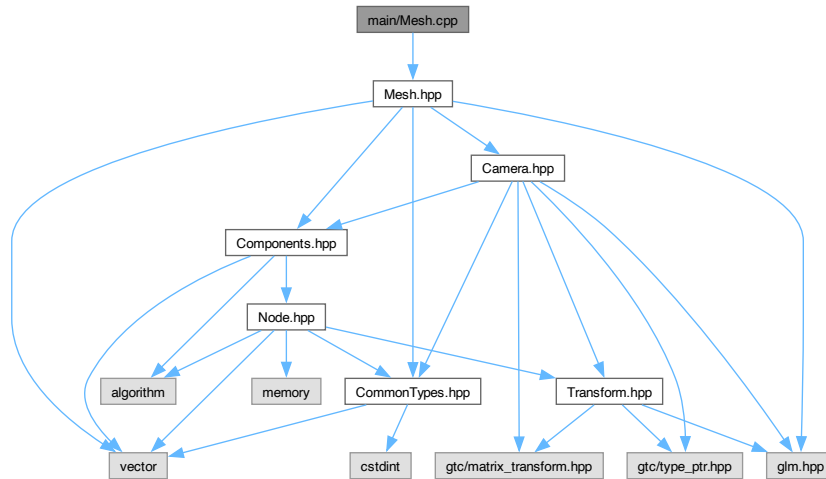 main/Mesh.cpp
Mesh.hpp
Camera.hpp
Components.hpp
Node.hpp
algorithm
memory
CommonTypes.hpp
Transform.hpp
vector
cstdint
gtc/matrix_transform.hpp
gtc/type_ptr.hpp
glm.hpp